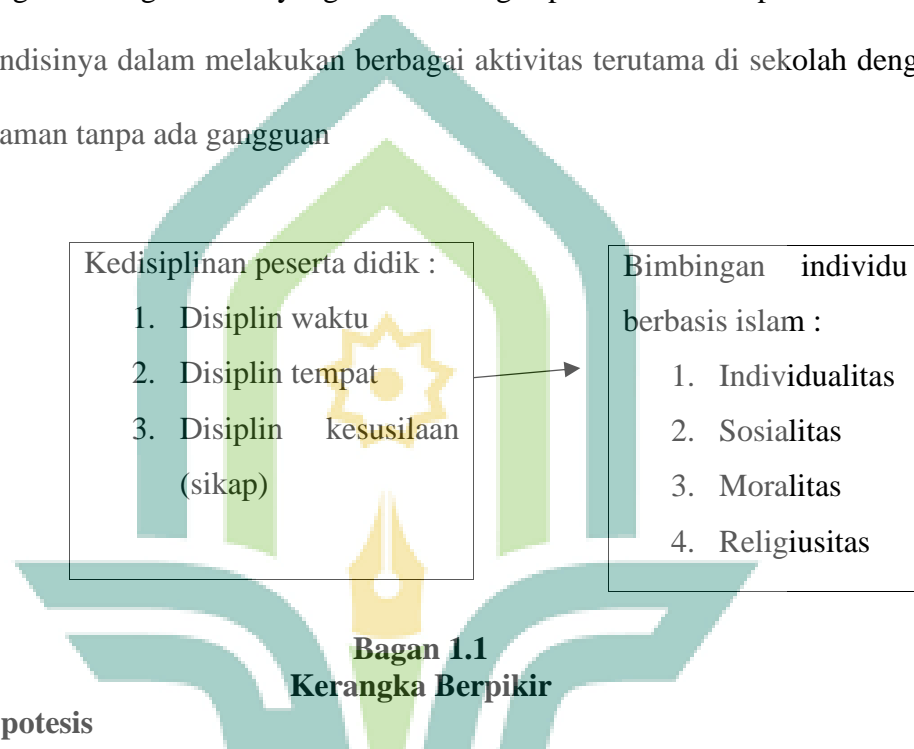 yang
ndisinya dalam melakukan berbagai aktivitas terutama di sekolah deng
aman tanpa ada gangguan
Kedisiplinan peserta didik :
1. Disiplin waktu
2. Disiplin tempat
3. Disiplin kesusilaan
(sikap)
Bimbingan individu
berbasis islam :
1. Individualitas
2. Sosialitas
3. Moralitas
4. Religiusitas
Bagan 1.1
Kerangka Berpikir
potesis